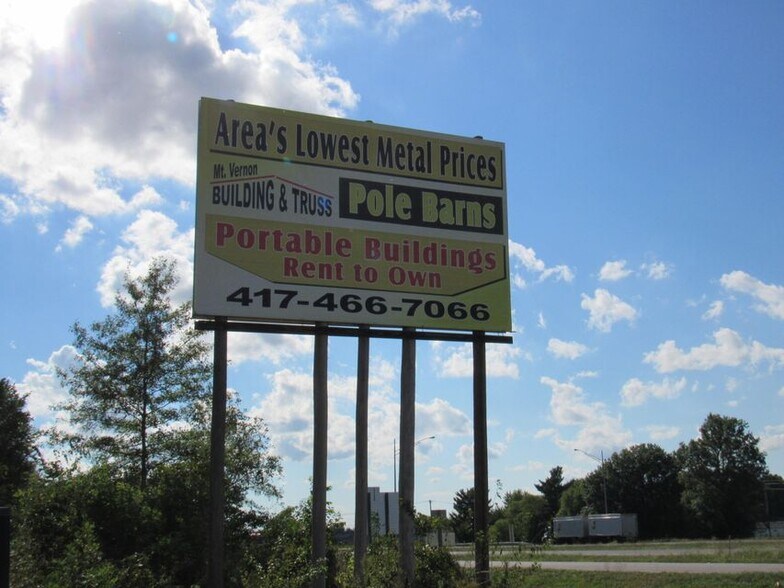 Area's Lowest Metal Prices
Mt. Vernon
BUILDING & TRUSS
Pole Barns
Portable Buildings
Rent to Own
417-466-7066